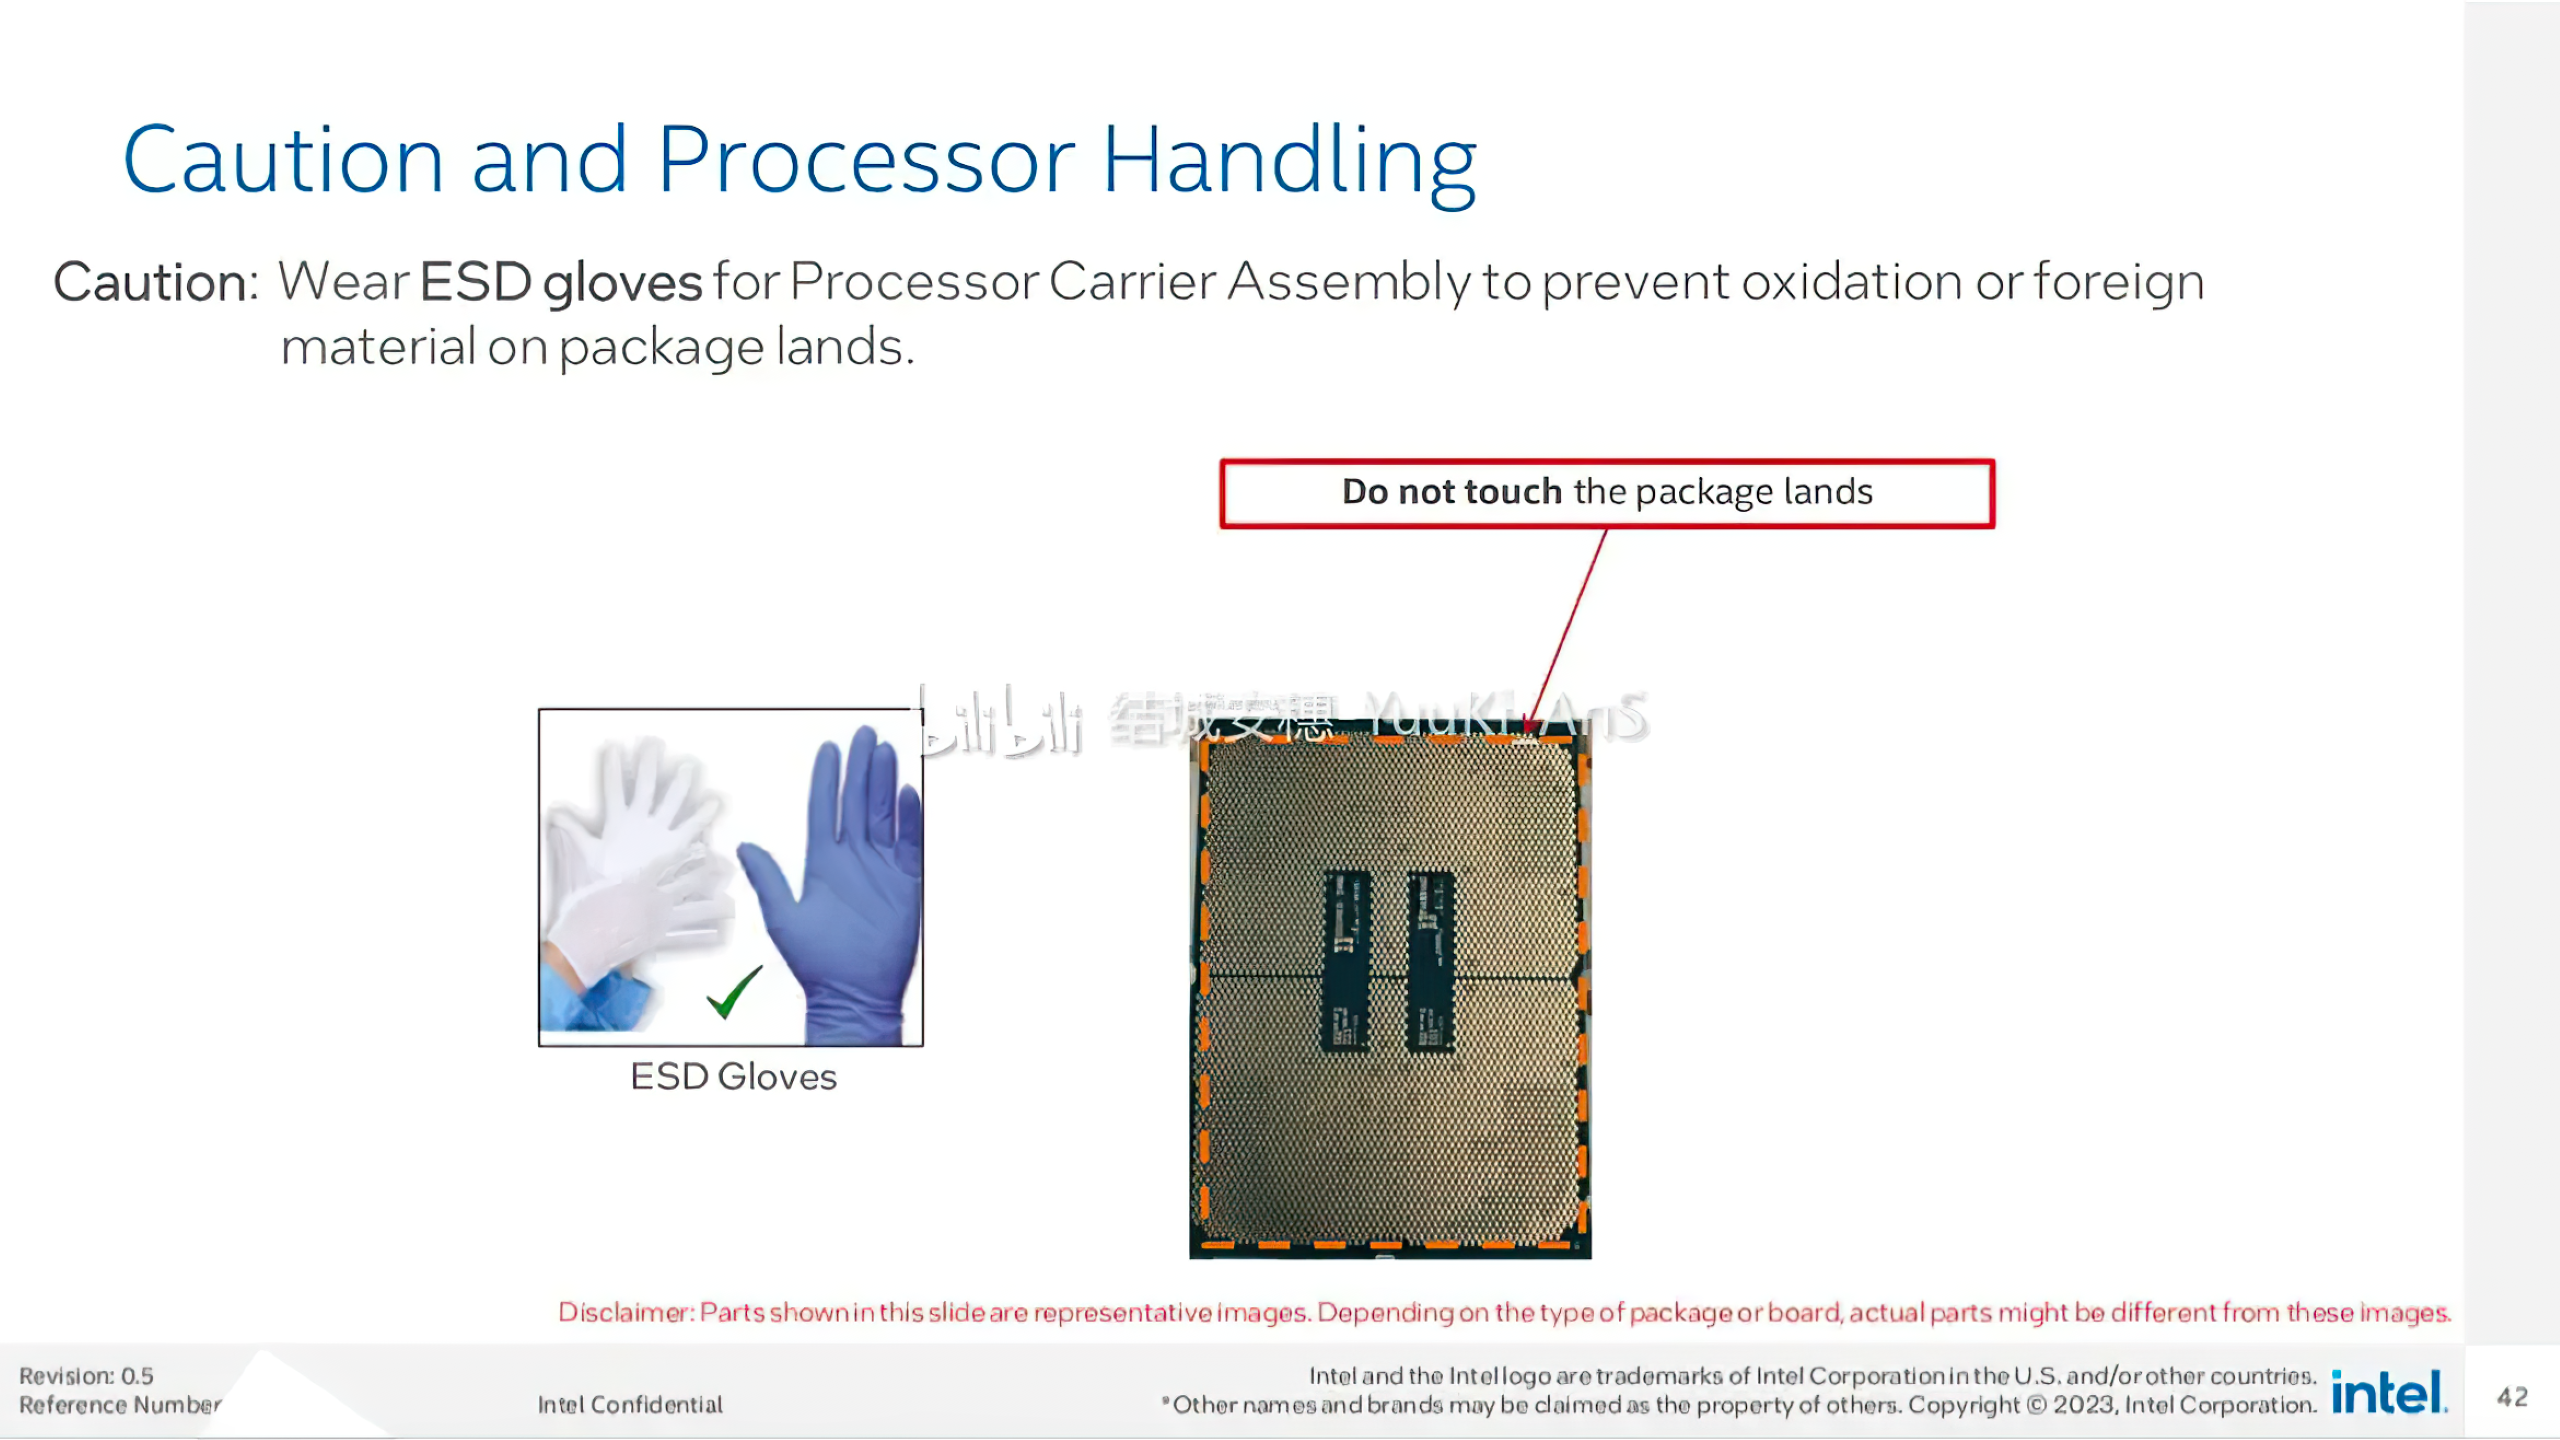 Caution and Processor Handling
Caution: Wear ESD gloves for Processor Carrier Assembly to prevent oxidation or foreign
material on package lands.
Do not touch the package lands
bilibili 结城安穗 YuuKi_AnS
ESD Gloves
Disclaimer: Parts shown in this slide are representative images. Depending on the type of package or board, actual parts might be different from these images.
Revision: 0.5
Reference Number
Intel Confidential
Intel and the Intel logo are trademarks of Intel Corporation in the U.S. and/or other countries.
*Other names and brands may be claimed as the property of others. Copyright © 2023, Intel Corporation.
intel.
42